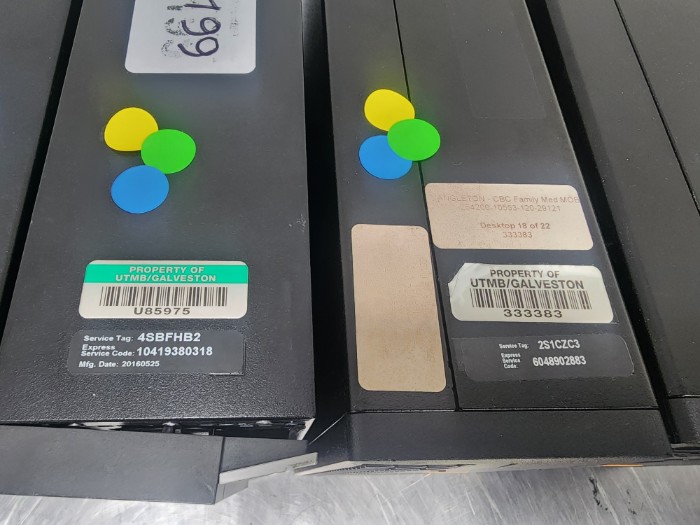 199
PROPERTY OF
UTMB/GALVESTON
U85975
Service Tag: 4SBFHB2
Express
Service Code: 10419380318
Mfg. Date: 20160525
ANGLETON - CBC Family Med MOB
Desktop 18 of 22
333383
PROPERTY OF
UTMB/GALVESTON
333383
Service Tag: 2S1CZC3
Express
Service
Code: 6048902883